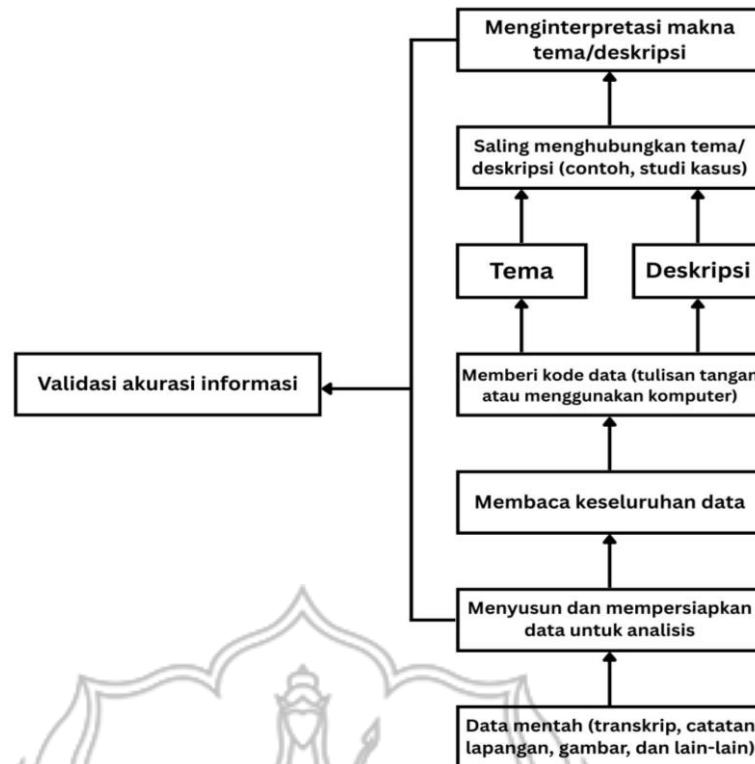 Menginterpretasi makna
tema/deskripsi
Saling menghubungkan tema/
deskripsi (contoh, studi kasus)
Tema
Deskripsi
Validasi akurasi informasi
Memberi kode data (tulisan tangan
atau menggunakan komputer)
Membaca keseluruhan data
Menyusun dan mempersiapkan
data untuk analisis
Data mentah (transkrip, catatan
lapangan, gambar, dan lain-lain)